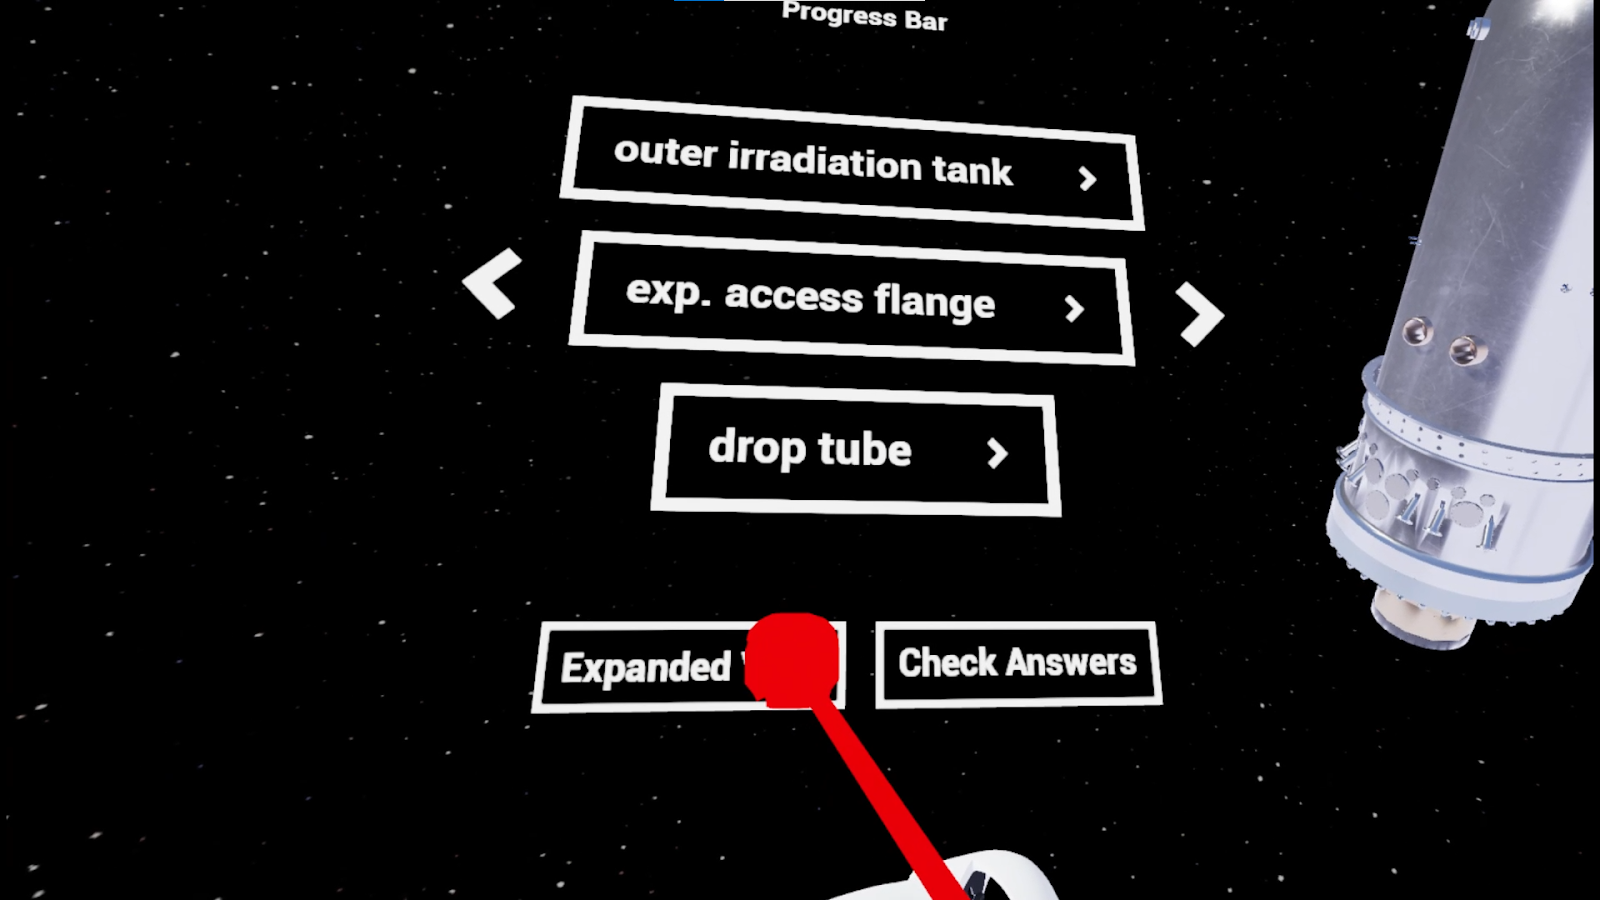 Progress Bar
outer irradiation tank
exp. access flange
drop tube
Expanded
Check Answers